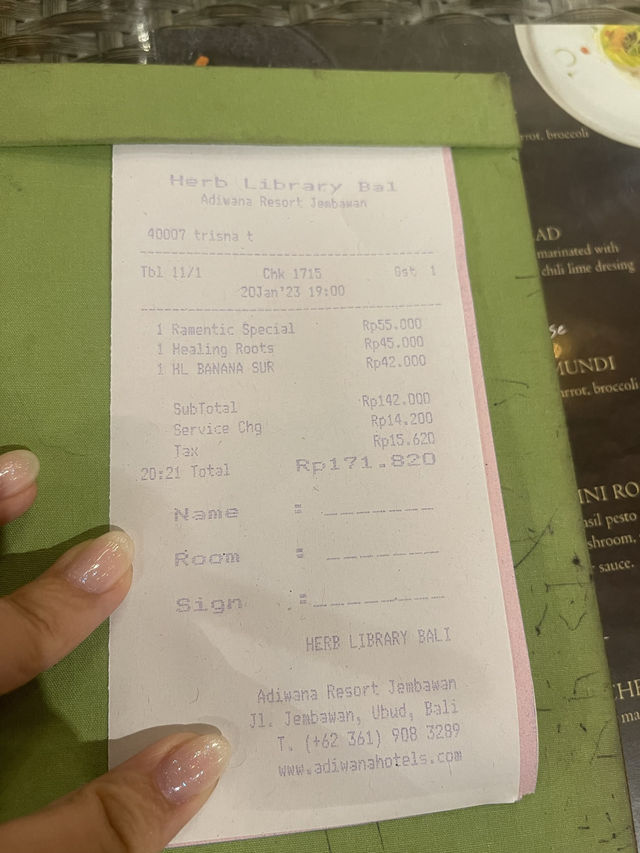 Herb Library Bal
Adiwana Resort Jembawan
40007 trisna t
Tbl 11/1 Chk 1715 Gst 1
20Jan'23 19:00
1 Ramentic Special Rp55.000
1 Healing Roots Rp45.000
1 HL BANANA SUR Rp42.000
SubTotal Rp142.000
Service Chg Rp14.200
Tax Rp15.620
20:21 Total Rp171.820
Name :
Room :
Sign :
HERB LIBRARY BALI
Adiwana Resort Jembawan
Jl. Jembawan, Ubud, Bali
T. (+62 361) 908 3289
www.adiwanahotels.com
rrot, broccoli
AD
marinated with
chili lime dresing
se
MUNDI
arrot, broccoli
INI RO
asil pesto
shroom,
sauce.
CHE
ma